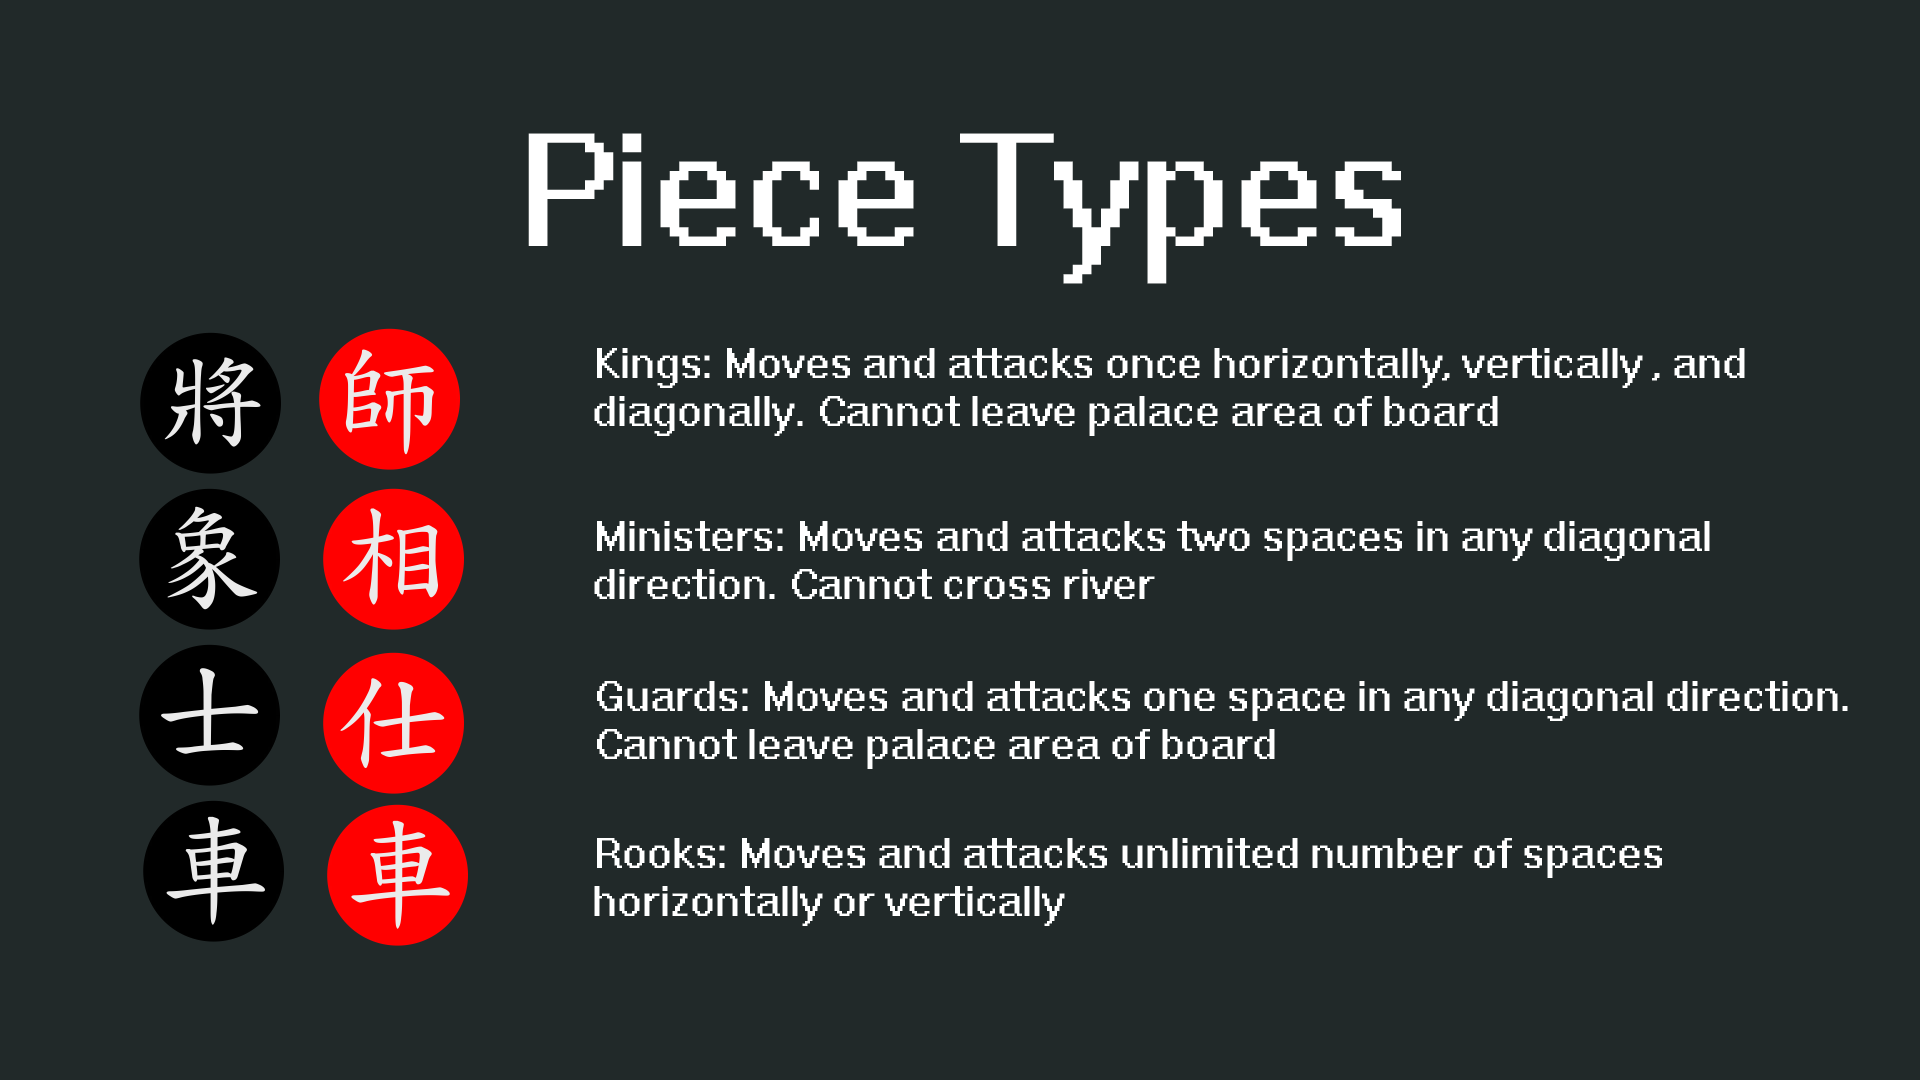 Piece Types
將 師
Kings: Moves and attacks once horizontally, vertically , and
diagonally. Cannot leave palace area of board
象 相
Ministers: Moves and attacks two spaces in any diagonal
direction. Cannot cross river
士 仕
Guards: Moves and attacks one space in any diagonal direction.
Cannot leave palace area of board
車 車
Rooks: Moves and attacks unlimited number of spaces
horizontally or vertically